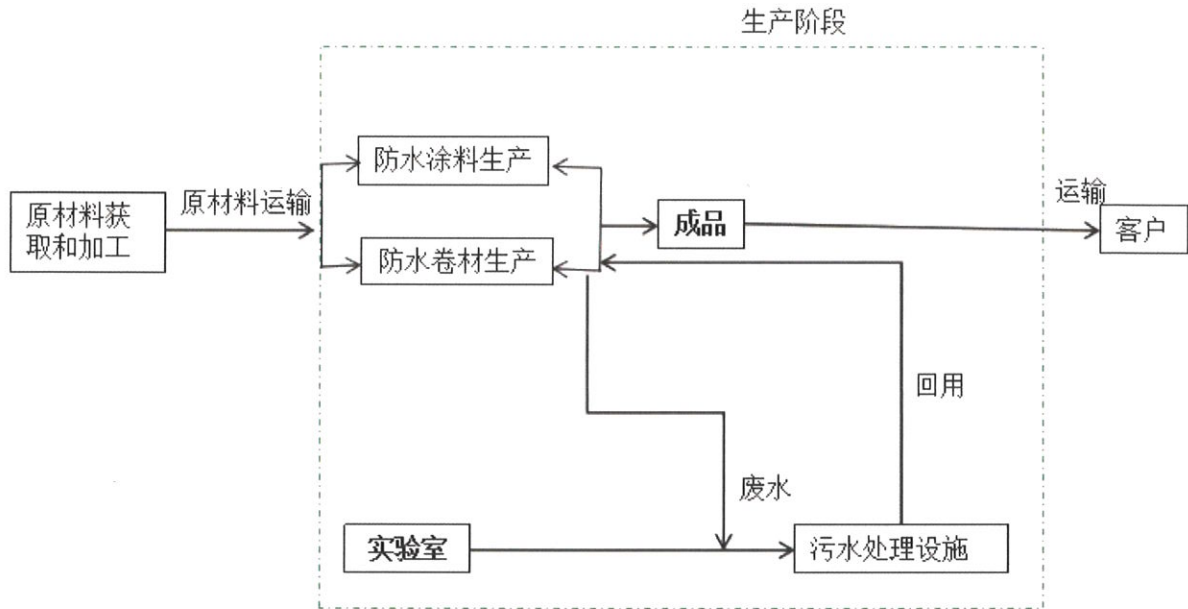 生产阶段
防水涂料生产
原材料获
取和加工
原材料运输
防水卷材生产
成品
运输
客户
回用
废水
实验室
污水处理设施